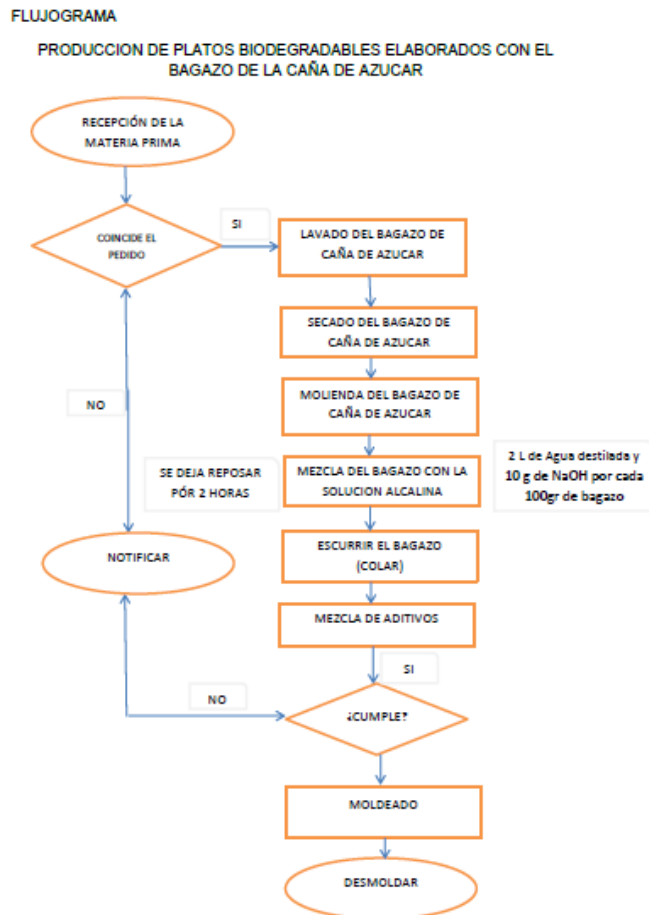 FLUJOGRAMA
PRODUCCION DE PLATOS BIODEGRADABLES ELABORADOS CON EL
BAGAZO DE LA CAÑA DE AZUCAR
RECEPCIÓN DE LA
MATERIA PRIMA
COINCIDE EL
PEDIDO
SI
LAVADO DEL BAGAZO DE
CAÑA DE AZUCAR
SECADO DEL BAGAZO DE
CAÑA DE AZUCAR
NO
MOLIENDA DEL BAGAZO DE
CAÑA DE AZUCAR
SE DEJA REPOSAR
PÓR 2 HORAS
MEZCLA DEL BAGAZO CON LA
SOLUCION ALCALINA
2 L de Agua destilada y
10 g de NaOH por cada
100gr de bagazo
ESCURRIR EL BAGAZO
(COLAR)
NOTIFICAR
MEZCLA DE ADITIVOS
SI
NO
¿CUMPLE?
MOLDEADO
DESMOLDAR